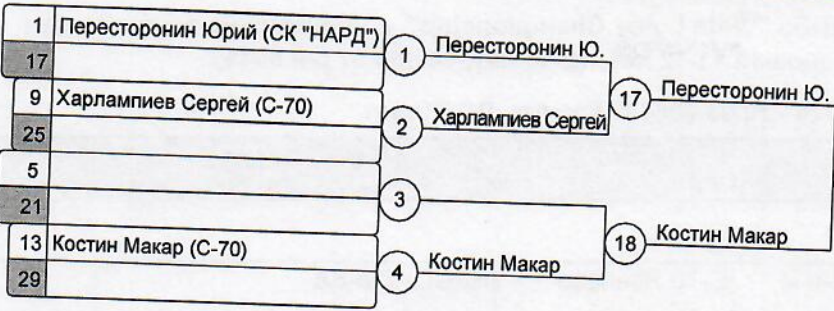 1 Пересторонин Юрий (СК "НАРД")
17
1 Пересторонин Ю.
9 Харлампиев Сергей (С-70)
25
2 Харлампиев Сергей
17 Пересторонин Ю.
5
21
3
13 Костин Макар (С-70)
29
4 Костин Макар
18 Костин Макар